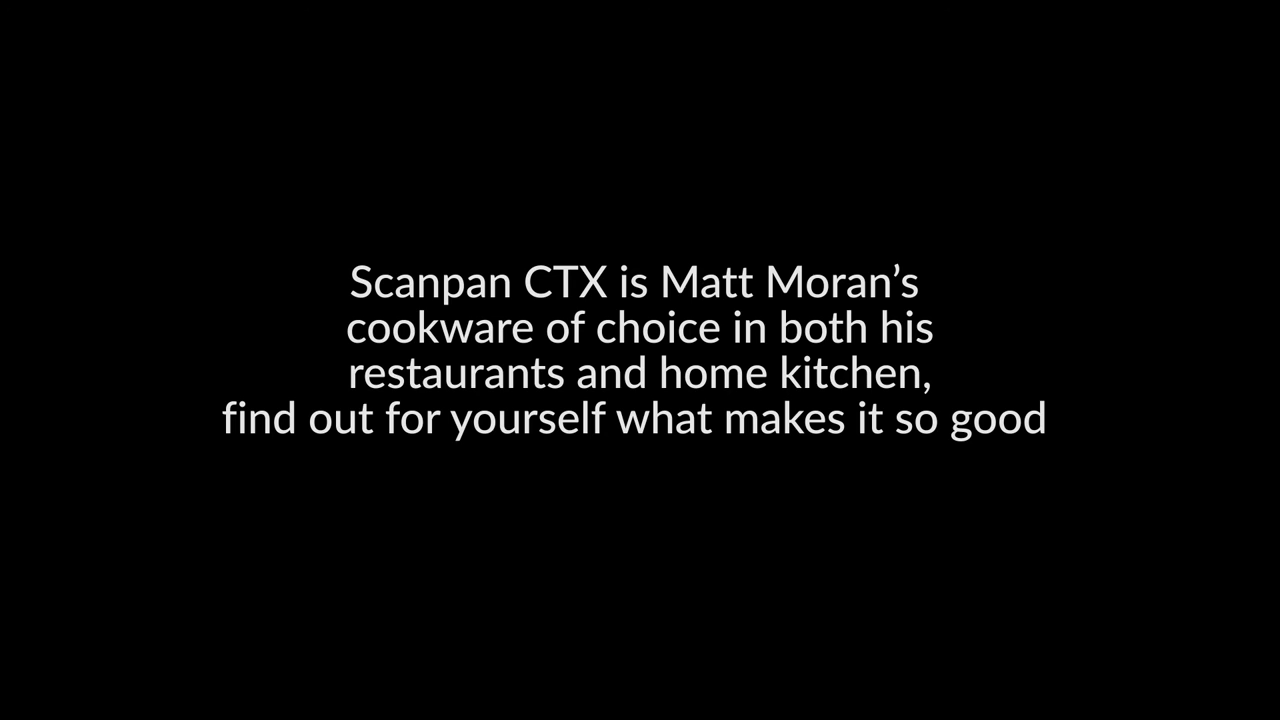 Scanpan CTX is Matt Moran’s
cookware of choice in both his
restaurants and home kitchen,
find out for yourself what makes it so good